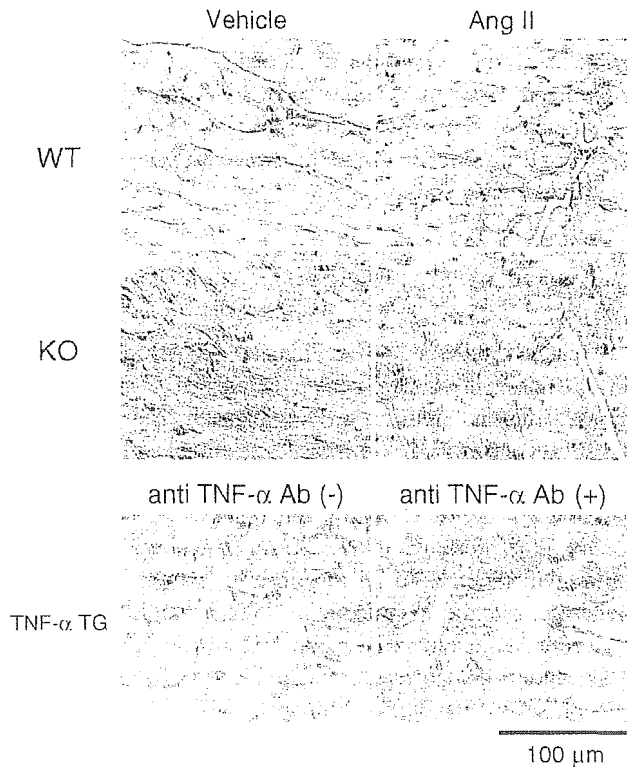 Vehicle Ang II
WT
KO
anti TNF-α Ab (-) anti TNF-α Ab (+)
TNF-α TG
100 μm